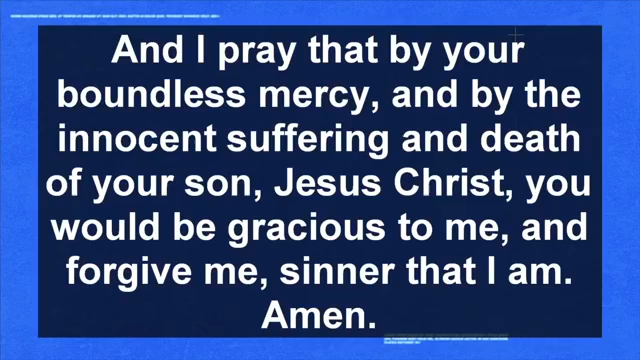 And I pray that by your
boundless mercy, and by the
innocent suffering and death
of your son, Jesus Christ, you
would be gracious to me, and
forgive me, sinner that I am.
Amen.